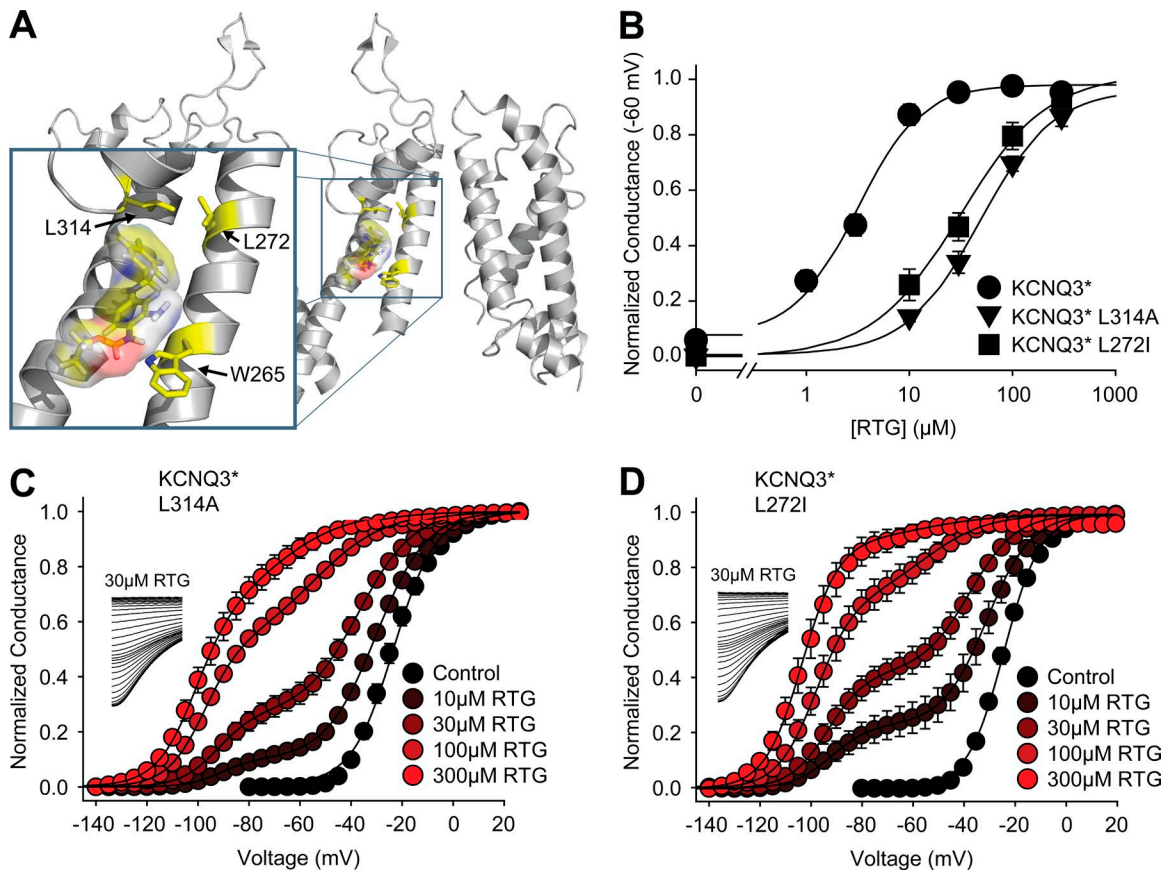 A
L314
L272
W265
B
Normalized Conductance (-60 mV)
1.0
0.8
0.6
0.4
0.2
0.0
0 1 10 100 1000
[RTG] (µM)
KCNQ3*
KCNQ3* L314A
KCNQ3* L272I
C
KCNQ3*
L314A
Normalized Conductance
1.0
0.8
0.6
0.4
0.2
0.0
30µM RTG
Control
10µM RTG
30µM RTG
100µM RTG
300µM RTG
-140 -120 -100 -80 -60 -40 -20 0 20
Voltage (mV)
D
KCNQ3*
L272I
Normalized Conductance
1.0
0.8
0.6
0.4
0.2
0.0
30µM RTG
Control
10µM RTG
30µM RTG
100µM RTG
300µM RTG
-140 -120 -100 -80 -60 -40 -20 0 20
Voltage (mV)